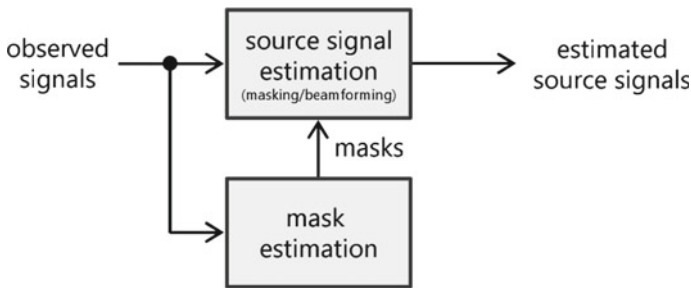 observed
signals
source signal
estimation
(masking/beamforming)
estimated
source signals
masks
mask
estimation